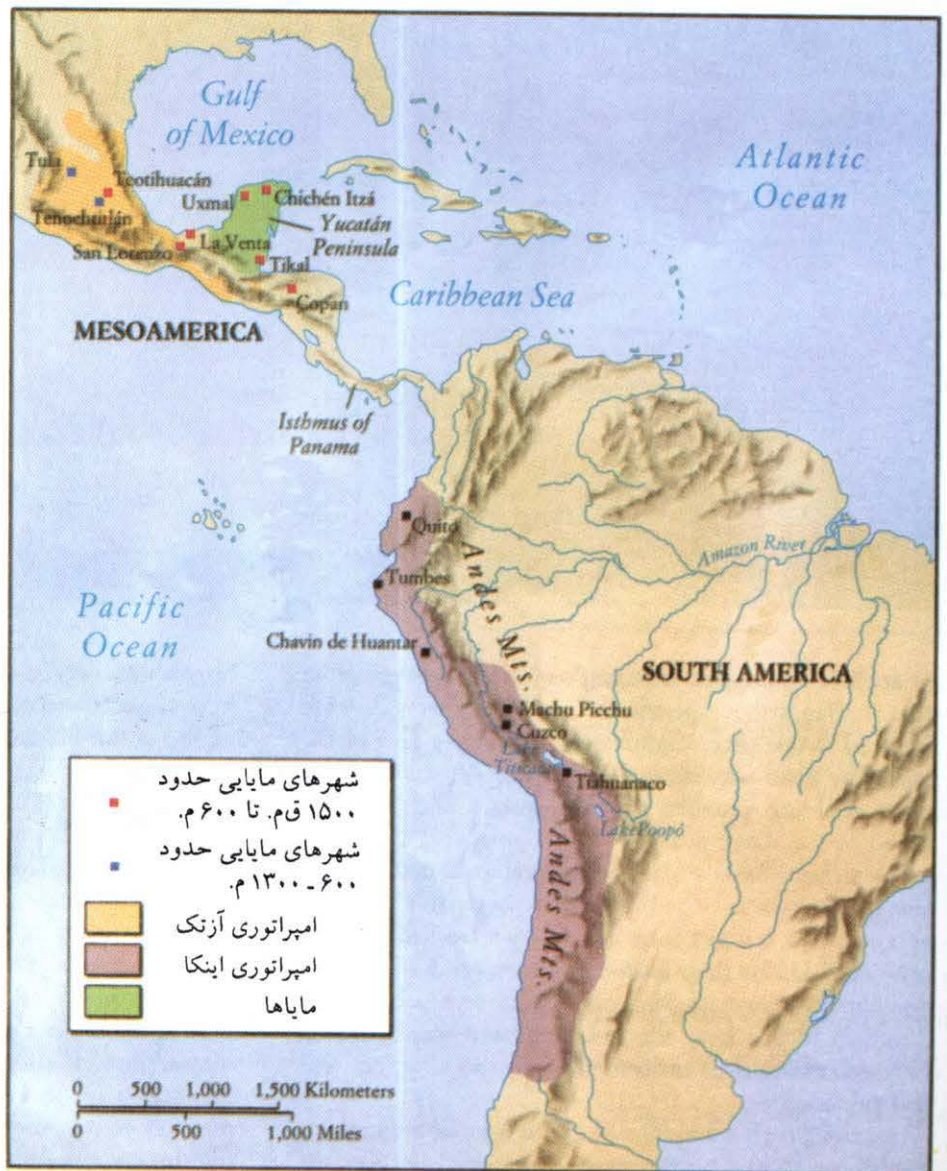 Gulf
of Mexico
Atlantic
Ocean
Tula
Teotihuacán
Tenochtitlán
Uxmal
Chichén Itzá
Yucatán
Peninsula
San Lorenzo
La Venta
Tikal
Copán
Caribbean Sea
MESOAMERICA
Isthmus of
Panama
Quito
Amazon River
Tumbes
Andes Mts.
Pacific
Ocean
Chavin de Huantar
SOUTH AMERICA
Machu Picchu
Cuzco
Lake
Titicaca
Tiahuanaco
Lake Poopó
Andes Mts.
شهرهای مایایی حدود
۱۵۰۰ ق.م. تا ۶۰۰ م.
شهرهای مایایی حدود
۶۰۰ ـ ۱۳۰۰ م.
امپراتوری آزتک
امپراتوری اینکا
مایاها
0 500 1,000 1,500 Kilometers
0 500 1,000 Miles